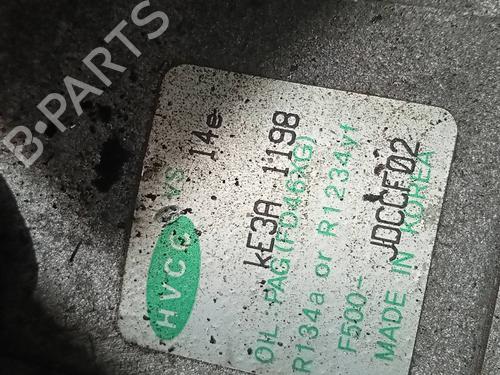 B-PARTS
HVCC VS 14e
KE3A 1198
OIL PAG(FD46XG)
R134a or R1234yf
F500- JDCCF02
MADE IN KOREA